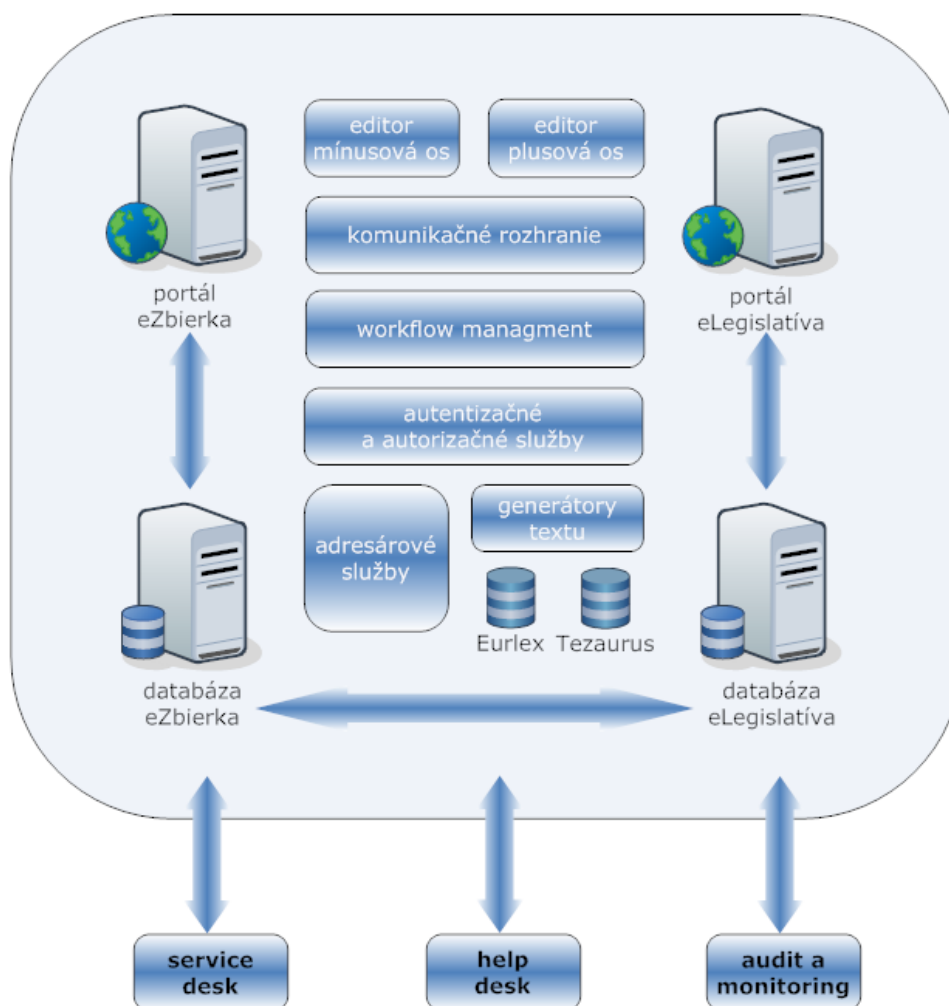 editor
mínusová os
editor
plusová os
komunikačné rozhranie
portál
eZbierka
portál
eLegislatíva
workflow managment
autentizačné
a autorizačné služby
adresárové
služby
generátory
textu
Eurlex
Tezaurus
databáza
eZbierka
databáza
eLegislatíva
service
desk
help
desk
audit a
monitoring